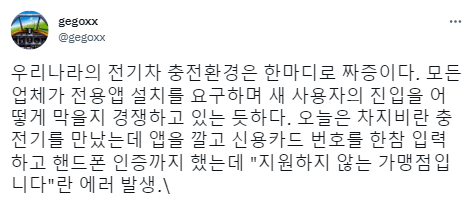 gegoxx
@gegoxx
우리나라의 전기차 충전환경은 한마디로 짜증이다. 모든
업체가 전용앱 설치를 요구하며 새 사용자의 진입을 어
떻게 막을지 경쟁하고 있는 듯하다. 오늘은 차지비란 충
전기를 만났는데 앱을 깔고 신용카드 번호를 한참 입력
하고 핸드폰 인증까지 했는데 "지원하지 않는 가맹점입
니다"란 에러 발생.\